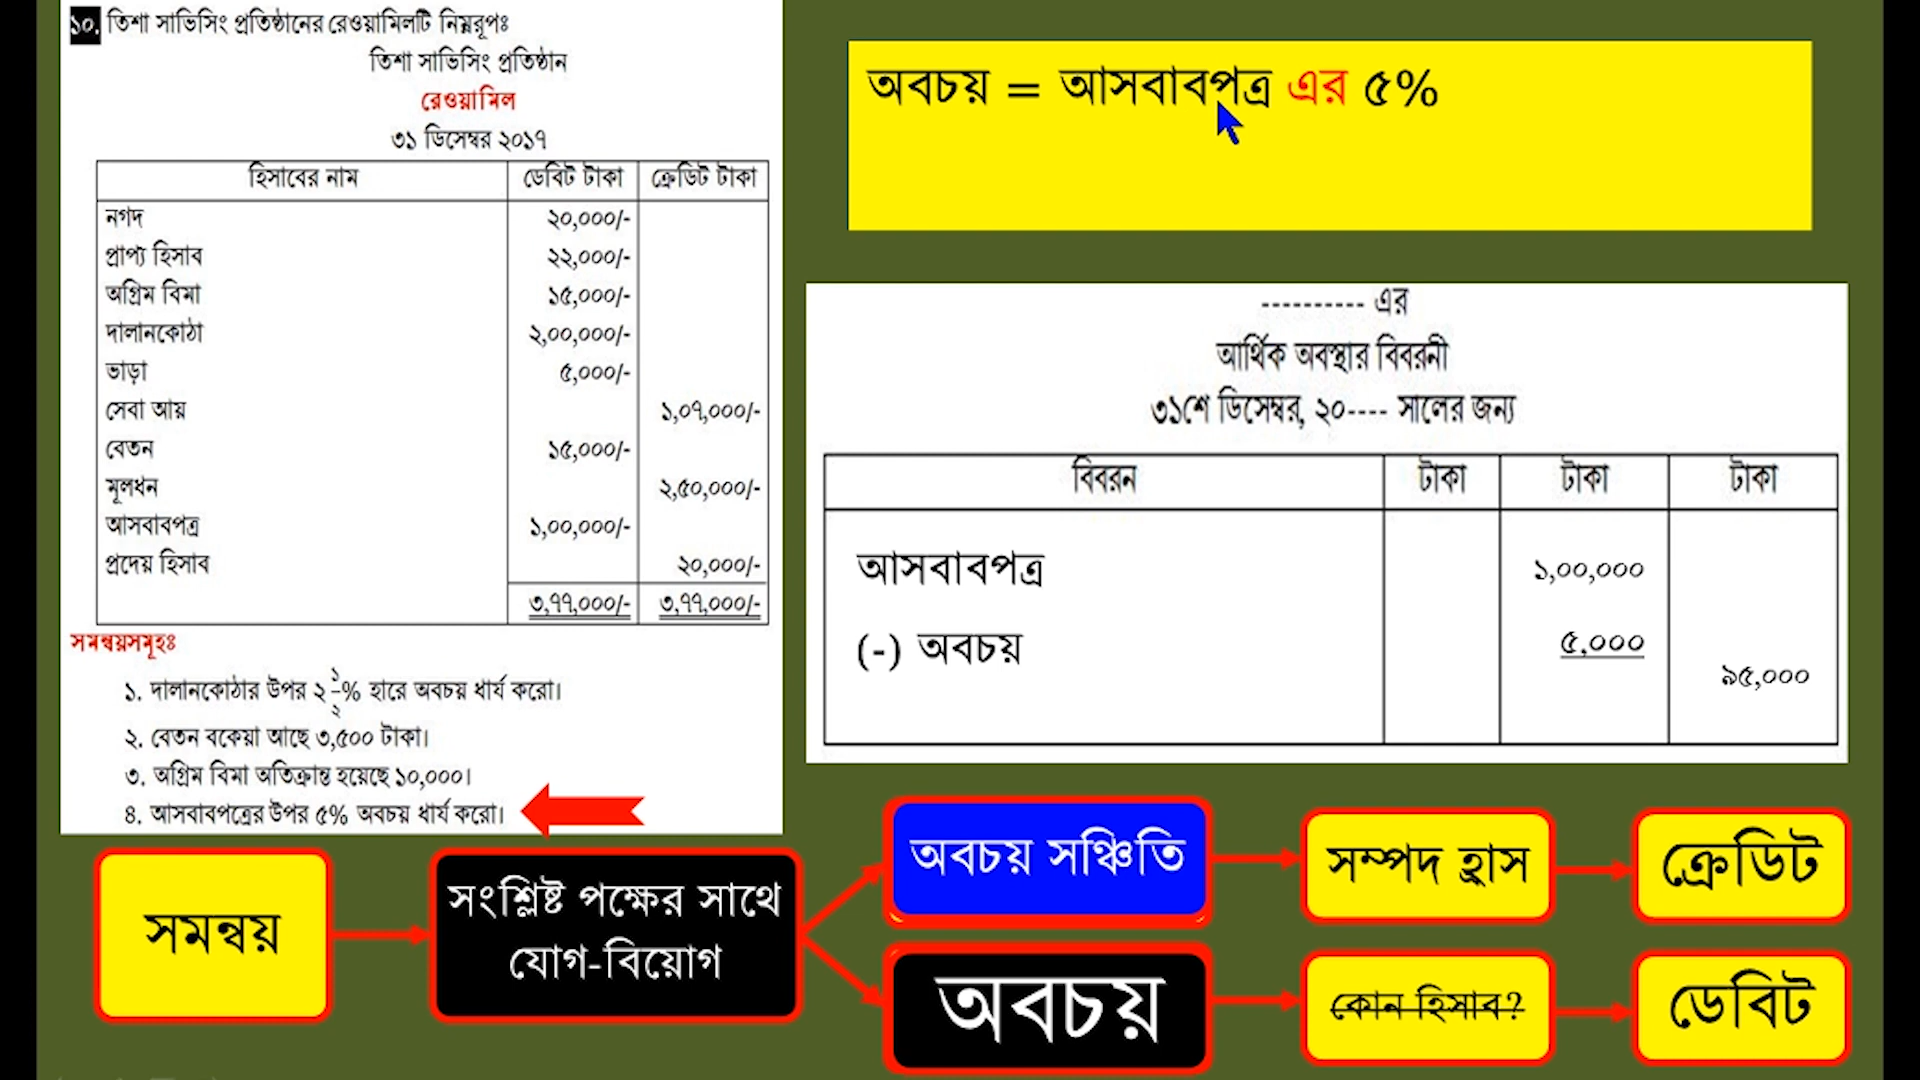 ১০. তিশা সার্ভিসিং প্রতিষ্ঠানের রেওয়ামিলটি নিম্নরূপঃ
তিশা সার্ভিসিং প্রতিষ্ঠান
রেওয়ামিল
৩১ ডিসেম্বর ২০১৭
হিসাবের নাম ডেবিট টাকা ক্রেডিট টাকা
নগদ ২০,০০০/-
প্রাপ্য হিসাব ২২,০০০/-
অগ্রিম বিমা ১৫,০০০/-
দালানকোঠা ২,০০,০০০/-
ভাড়া ৫,০০০/-
সেবা আয় ১,০৭,০০০/-
বেতন ১৫,০০০/-
মূলধন ২,৫০,০০০/-
আসবাবপত্র ১,০০,০০০/-
প্রদেয় হিসাব ২০,০০০/-
৩,৭৭,০০০/- ৩,৭৭,০০০/-
সমন্বয়সমূহঃ
১. দালানকোঠার উপর ২ ১/২ % হারে অবচয় ধার্য করো।
২. বেতন বকেয়া আছে ৩,৫০০ টাকা।
৩. অগ্রিম বিমা অতিক্রান্ত হয়েছে ১০,০০০।
৪. আসবাবপত্রের উপর ৫% অবচয় ধার্য করো।
অবচয় = আসবাবপত্র এর ৫%
---------- এর
আর্থিক অবস্থার বিবরনী
৩১শে ডিসেম্বর, ২০---- সালের জন্য
বিবরন টাকা টাকা টাকা
আসবাবপত্র ১,০০,০০০
(-) অবচয় ৫,০০০
৯৫,০০০
সমন্বয়
সংশ্লিষ্ট পক্ষের সাথে
যোগ-বিয়োগ
অবচয় সঞ্চিতি
সম্পদ হ্রাস
ক্রেডিট
অবচয়
কোন হিসাব?
ডেবিট